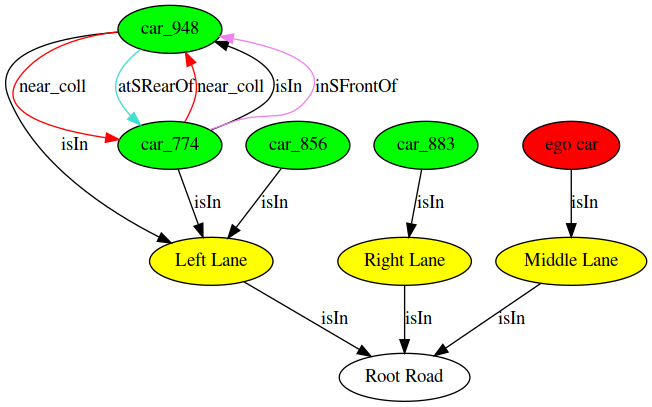 car_948
near_coll
atSRearOf
near_coll
isIn
inSFrontOf
isIn
car_774
car_856
car_883
ego car
isIn
isIn
isIn
isIn
Left Lane
Right Lane
Middle Lane
isIn
isIn
isIn
Root Road